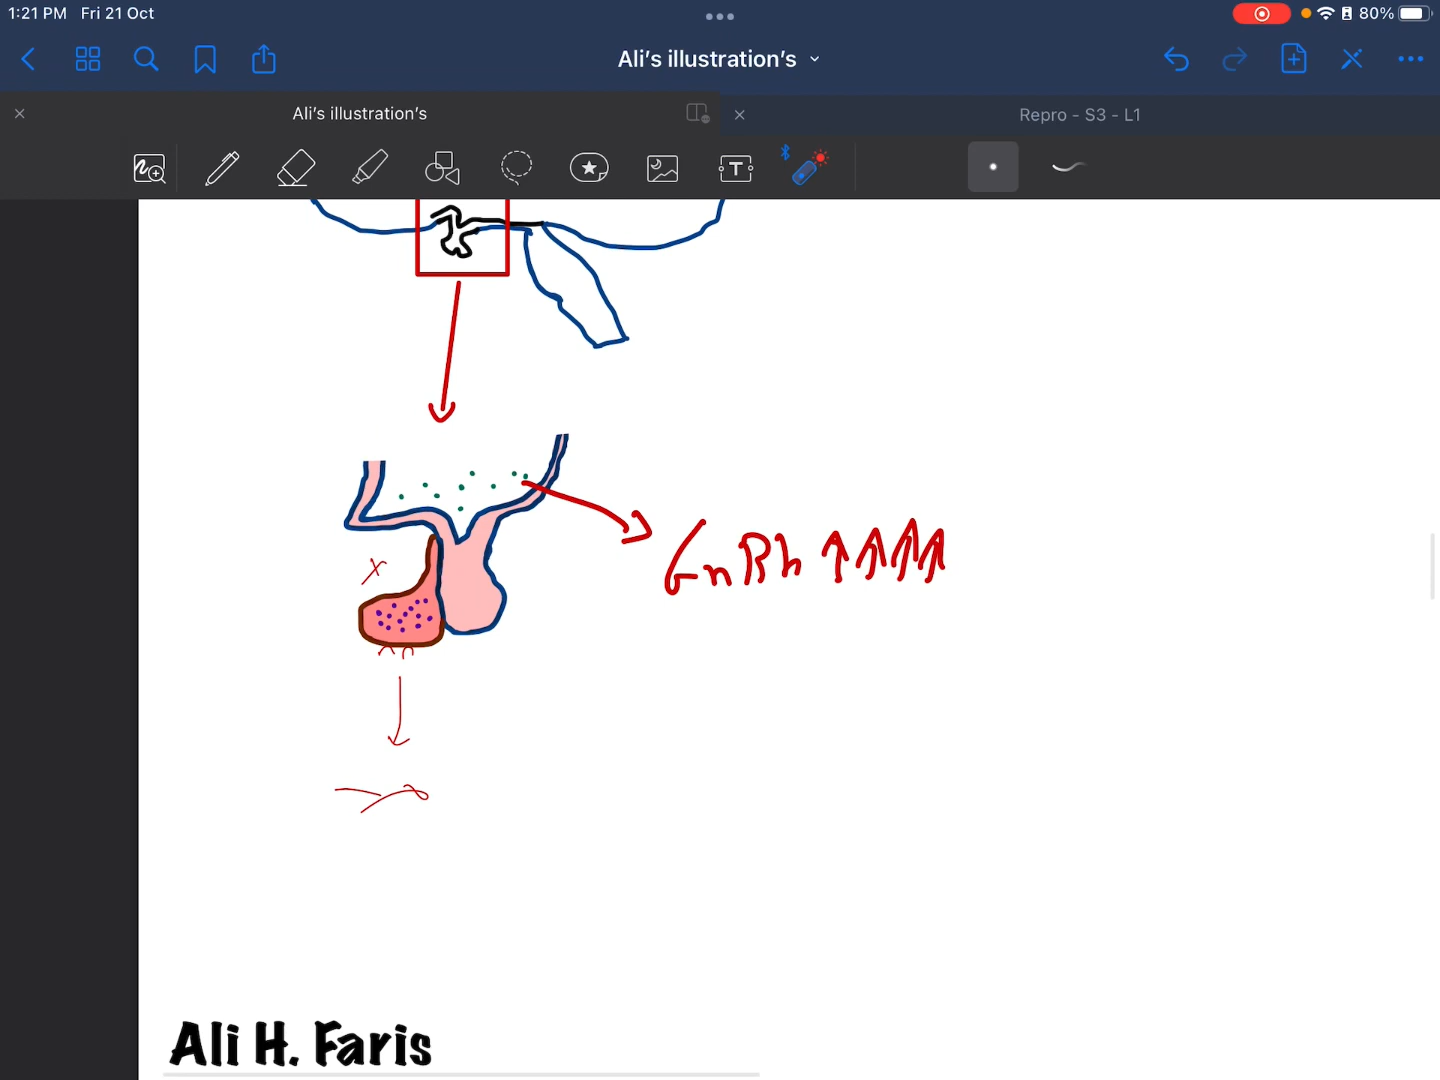 1:21 PM Fri 21 Oct
80%
Ali's illustration's
Ali's illustration's
Repro - S3 - L1
T
X
GnRh ↑↑↑↑
Ali H. Faris